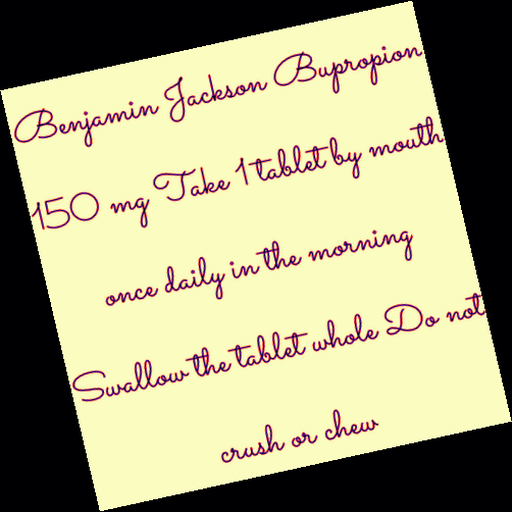 Benjamin Jackson Bupropion
150 mg Take 1 tablet by mouth
once daily in the morning
Swallow the tablet whole Do not
crush or chew